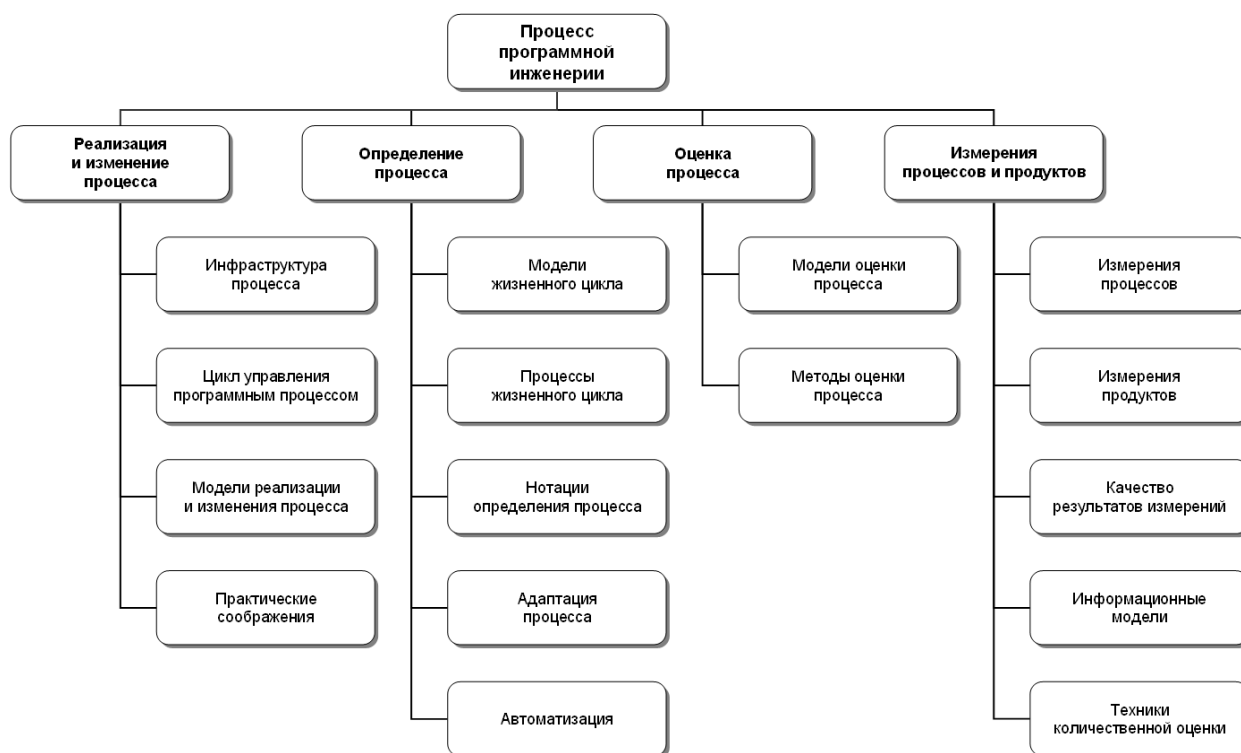 Процесс
программной
инженерии
Реализация
и изменение
процесса
Определение
процесса
Оценка
процесса
Измерения
процессов и продуктов
Инфраструктура
процесса
Цикл управления
программным процессом
Модели реализации
и изменения процесса
Практические
соображения
Модели
жизненного цикла
Процессы
жизненного цикла
Нотации
определения процесса
Адаптация
процесса
Автоматизация
Модели оценки
процесса
Методы оценки
процесса
Измерения
процессов
Измерения
продуктов
Качество
результатов измерений
Информационные
модели
Техники
количественной оценки